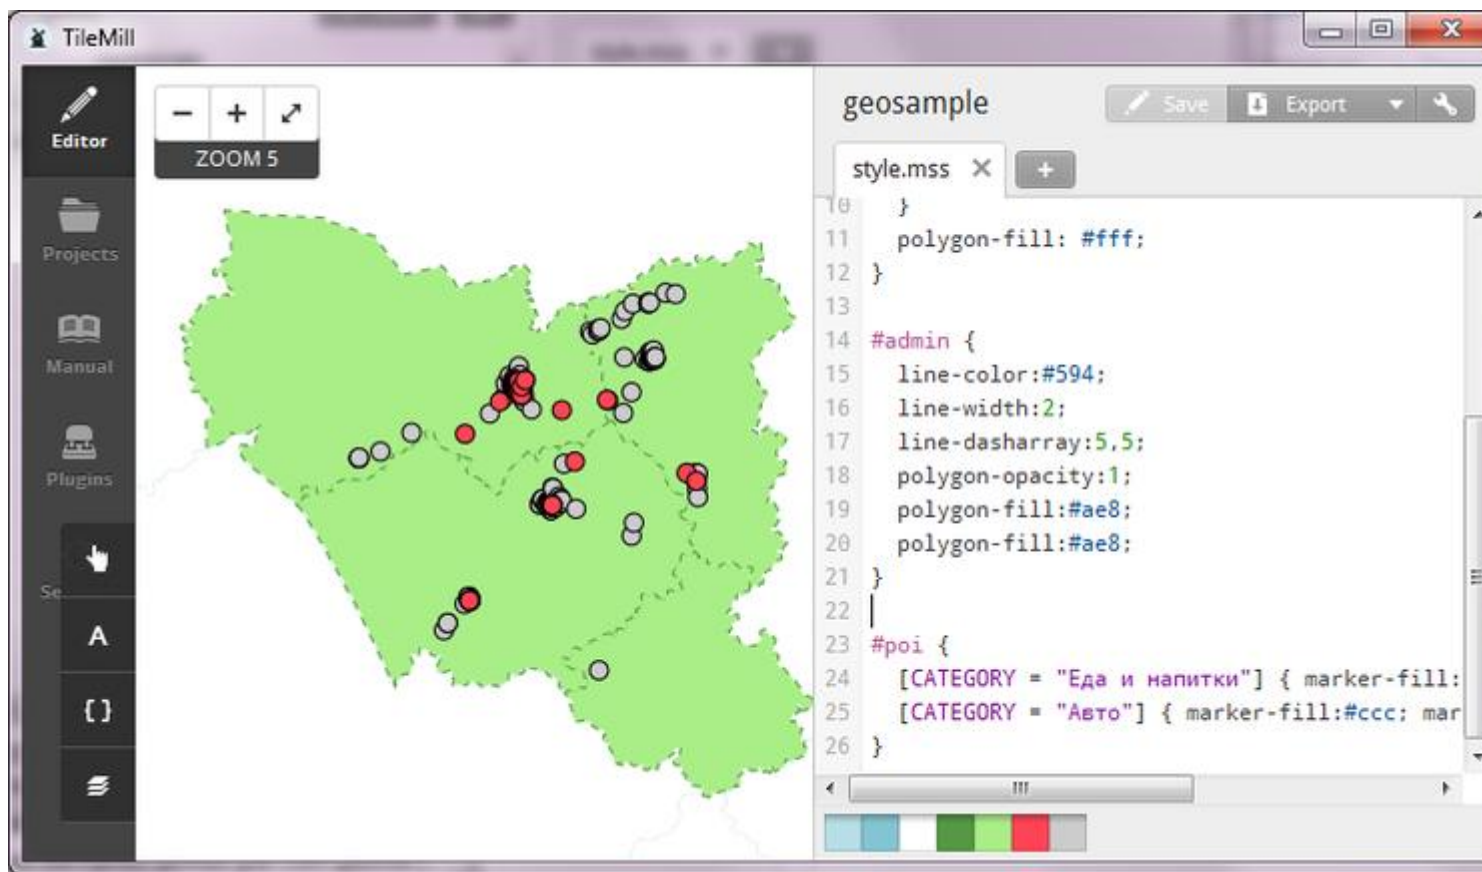 TileMill
Editor
Projects
Manual
Plugins
Se
A
{}
− +
ZOOM 5
geosample
Save
Export
style.mss
+
10 }
11 polygon-fill: #fff;
12 }
13
14 #admin {
15 line-color:#594;
16 line-width:2;
17 line-dasharray:5,5;
18 polygon-opacity:1;
19 polygon-fill:#ae8;
20 polygon-fill:#ae8;
21 }
22
23 #poi {
24 [CATEGORY = "Еда и напитки"] { marker-fill:
25 [CATEGORY = "Авто"] { marker-fill:#ccc; mar
26 }